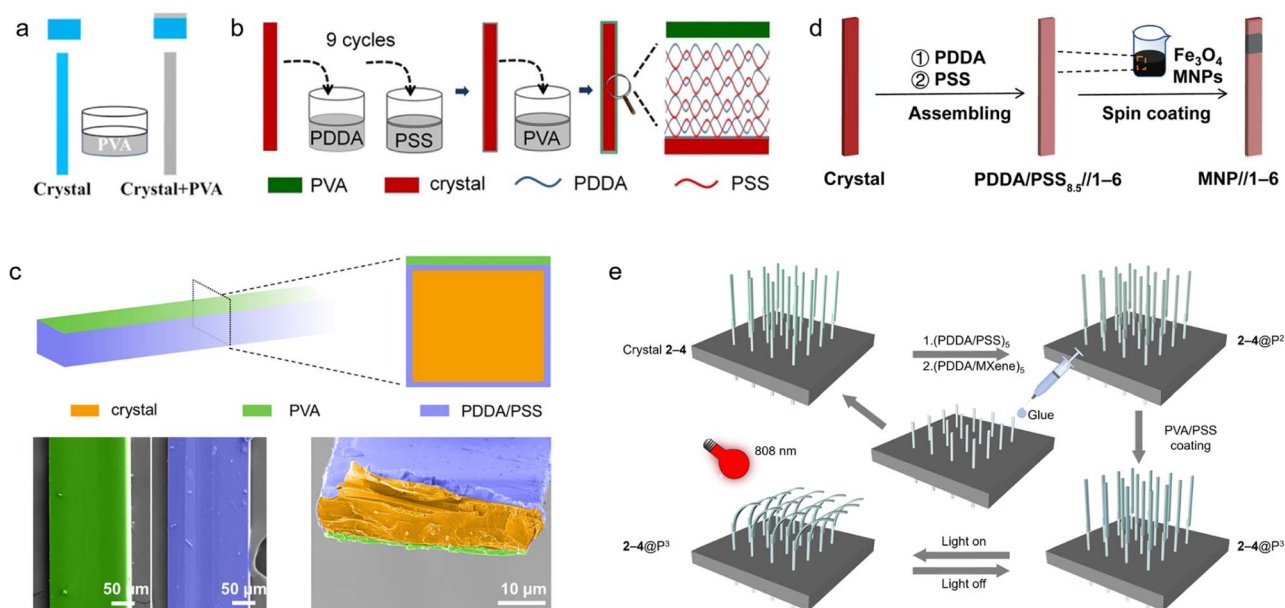 a
PVA
Crystal
Crystal+PVA
b
9 cycles
PDDA
PSS
PVA
PVA
crystal
PDDA
PSS
d
① PDDA
② PSS
Assembling
Fe₃O₄
MNPs
Spin coating
Crystal
PDDA/PSS₈.₅//1–6
MNP//1–6
c
crystal
PVA
PDDA/PSS
50 µm
50 µm
10 µm
e
Crystal 2–4
1.(PDDA/PSS)₅
2.(PDDA/MXene)₅
2–4@P²
Glue
808 nm
PVA/PSS
coating
2–4@P³
Light on
Light off
2–4@P³